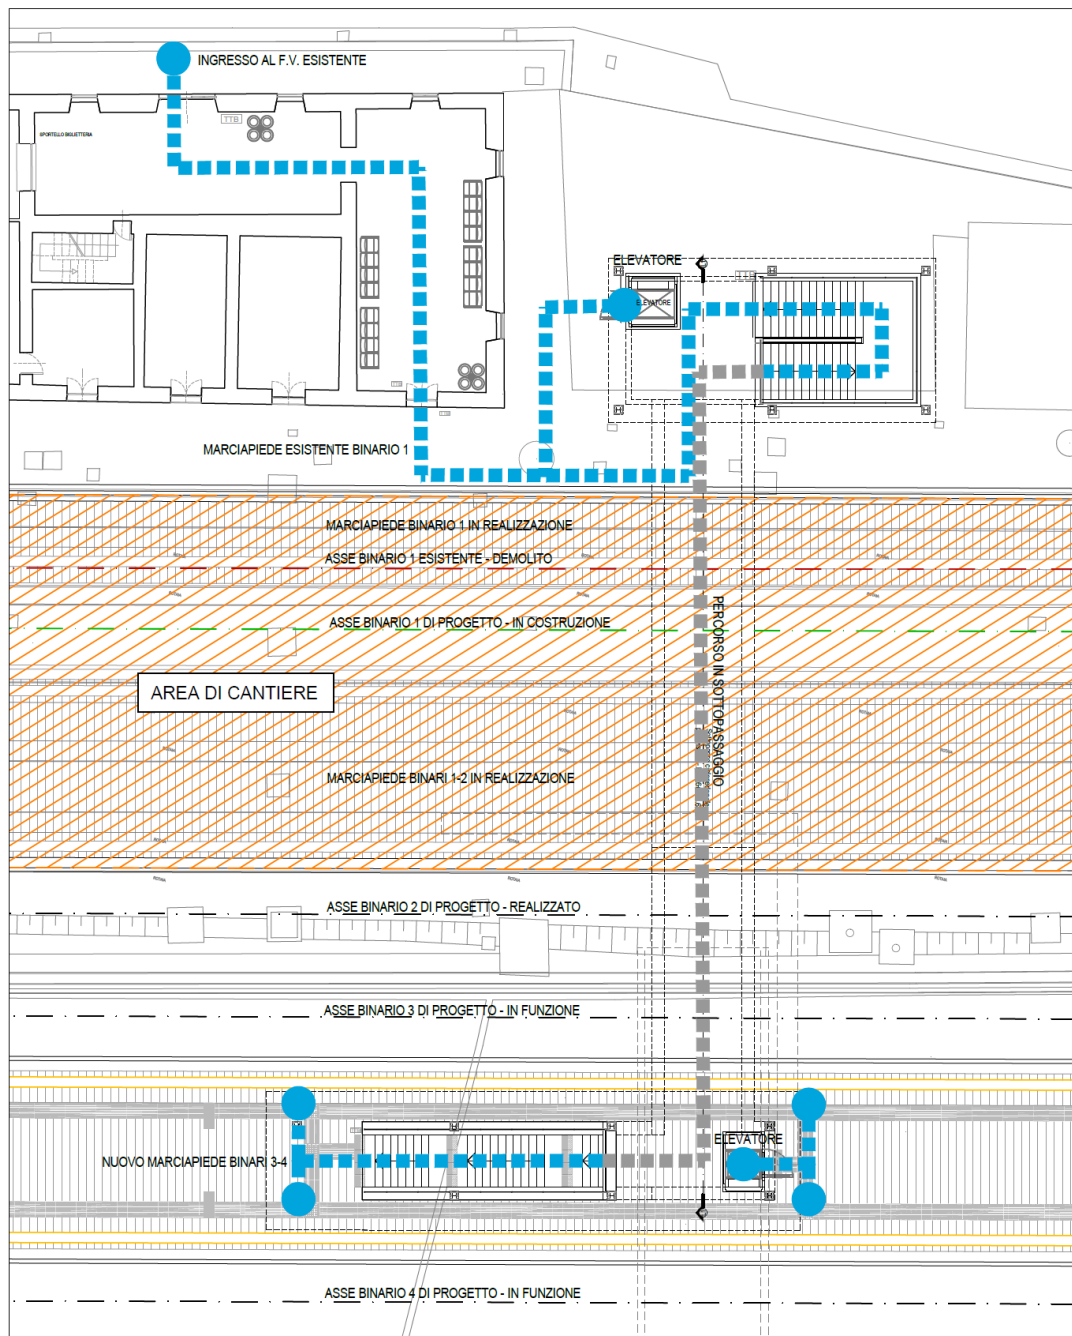 INGRESSO AL F.V. ESISTENTE
TTB
SPORTELLO BIGLIETTERIA
ELEVATORE
ELEVATORE
MARCIAPIEDE ESISTENTE BINARIO 1
MARCIAPIEDE BINARIO 1 IN REALIZZAZIONE
ASSE BINARIO 1 ESISTENTE - DEMOLITO
ASSE BINARIO 1 DI PROGETTO - IN COSTRUZIONE
PERCORSO IN SOTTOPASSAGGIO
AREA DI CANTIERE
MARCIAPIEDE BINARI 1-2 IN REALIZZAZIONE
ASSE BINARIO 2 DI PROGETTO - REALIZZATO
ASSE BINARIO 3 DI PROGETTO - IN FUNZIONE
ELEVATORE
NUOVO MARCIAPIEDE BINARI 3-4
ASSE BINARIO 4 DI PROGETTO - IN FUNZIONE